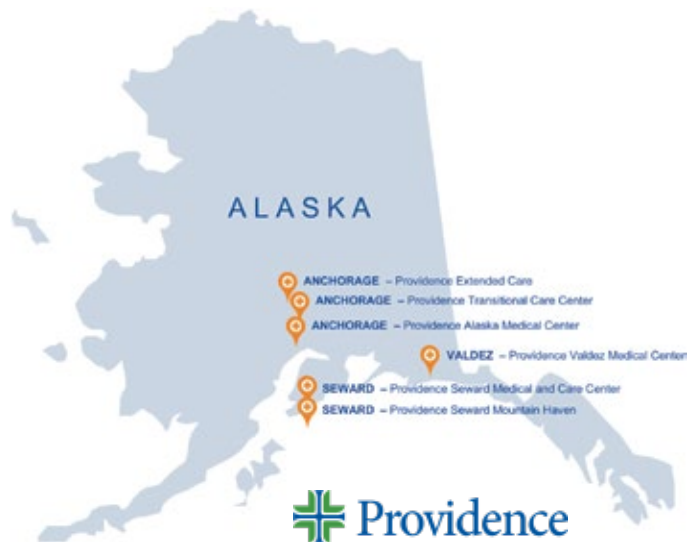 ALASKA
ANCHORAGE – Providence Extended Care
ANCHORAGE – Providence Transitional Care Center
ANCHORAGE – Providence Alaska Medical Center
VALDEZ – Providence Valdez Medical Center
SEWARD – Providence Seward Medical and Care Center
SEWARD – Providence Seward Mountain Haven
Providence